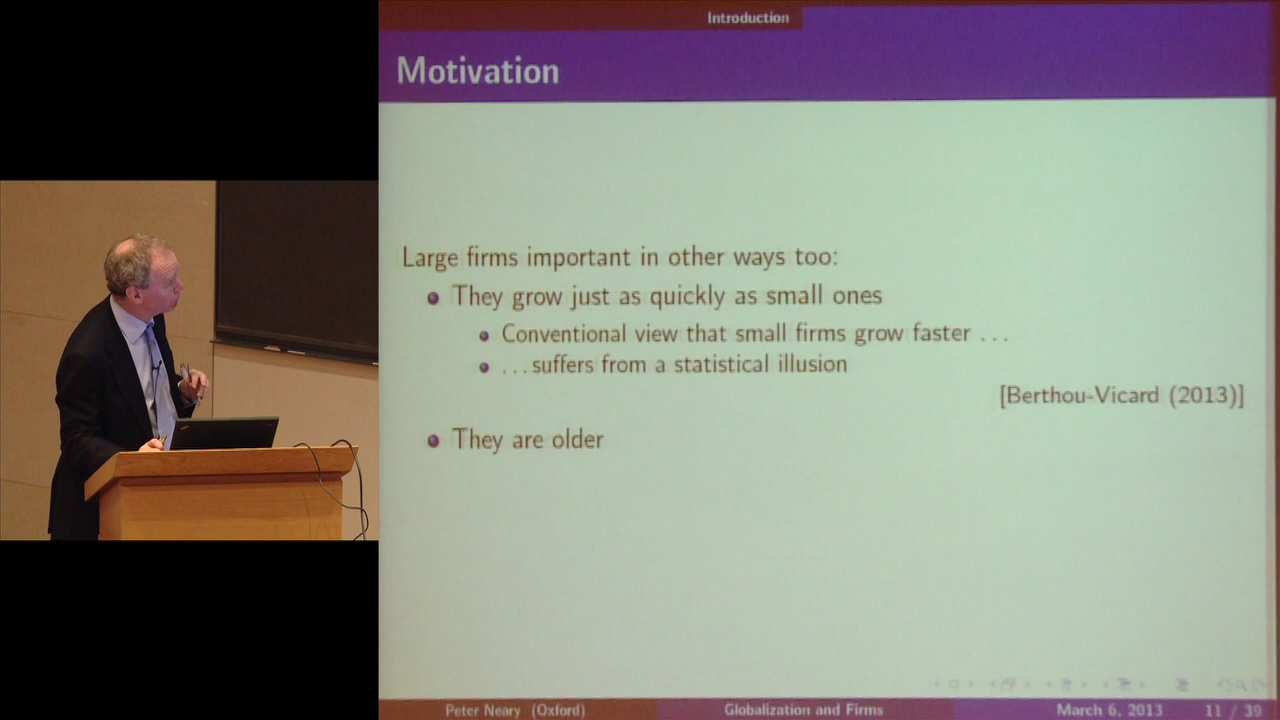 Introduction
Motivation
Large firms important in other ways too:
They grow just as quickly as small ones
Conventional view that small firms grow faster ...
...suffers from a statistical illusion
[Berthou-Vicard (2013)]
They are older
Peter Neary (Oxford) Globalization and Firms March 6, 2013 11 / 39